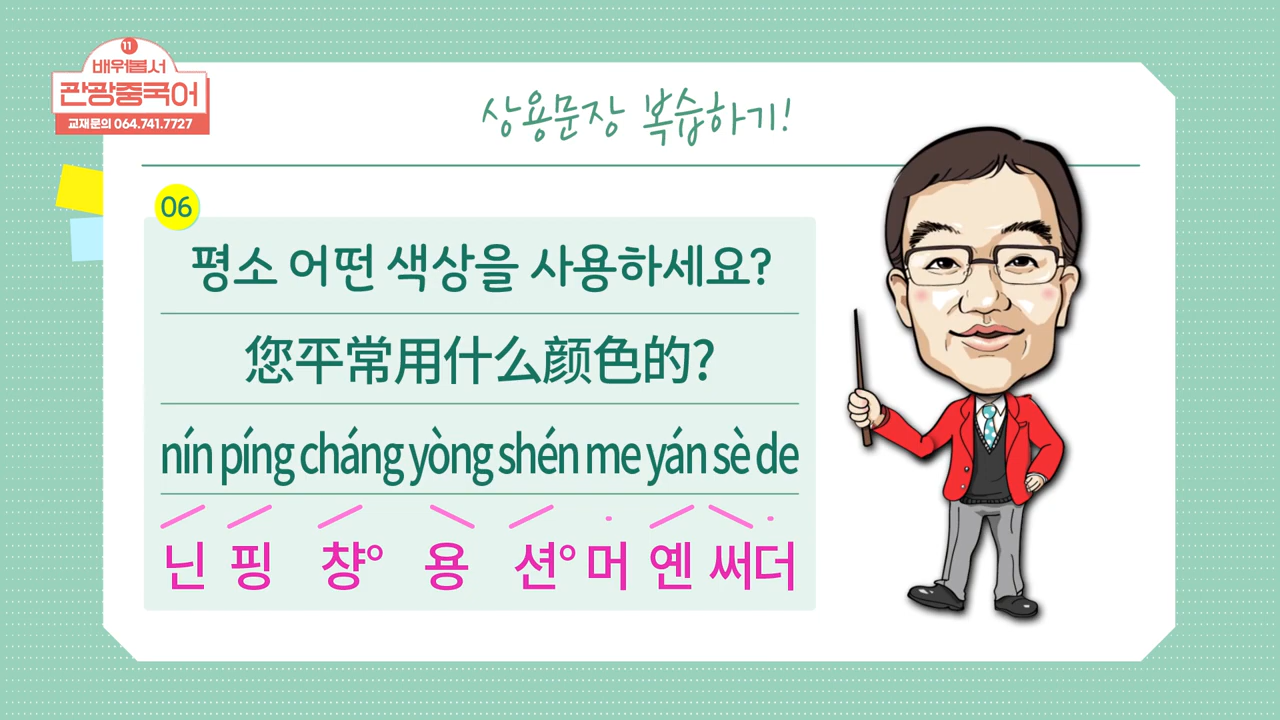 11
배워봅서
관광중국어
교재문의 064.741.7727
상용문장 복습하기!
06
평소 어떤 색상을 사용하세요?
您平常用什么颜色的?
nín píng cháng yòng shén me yán sè de
닌 핑 챵° 용 션° 머 옌 써더